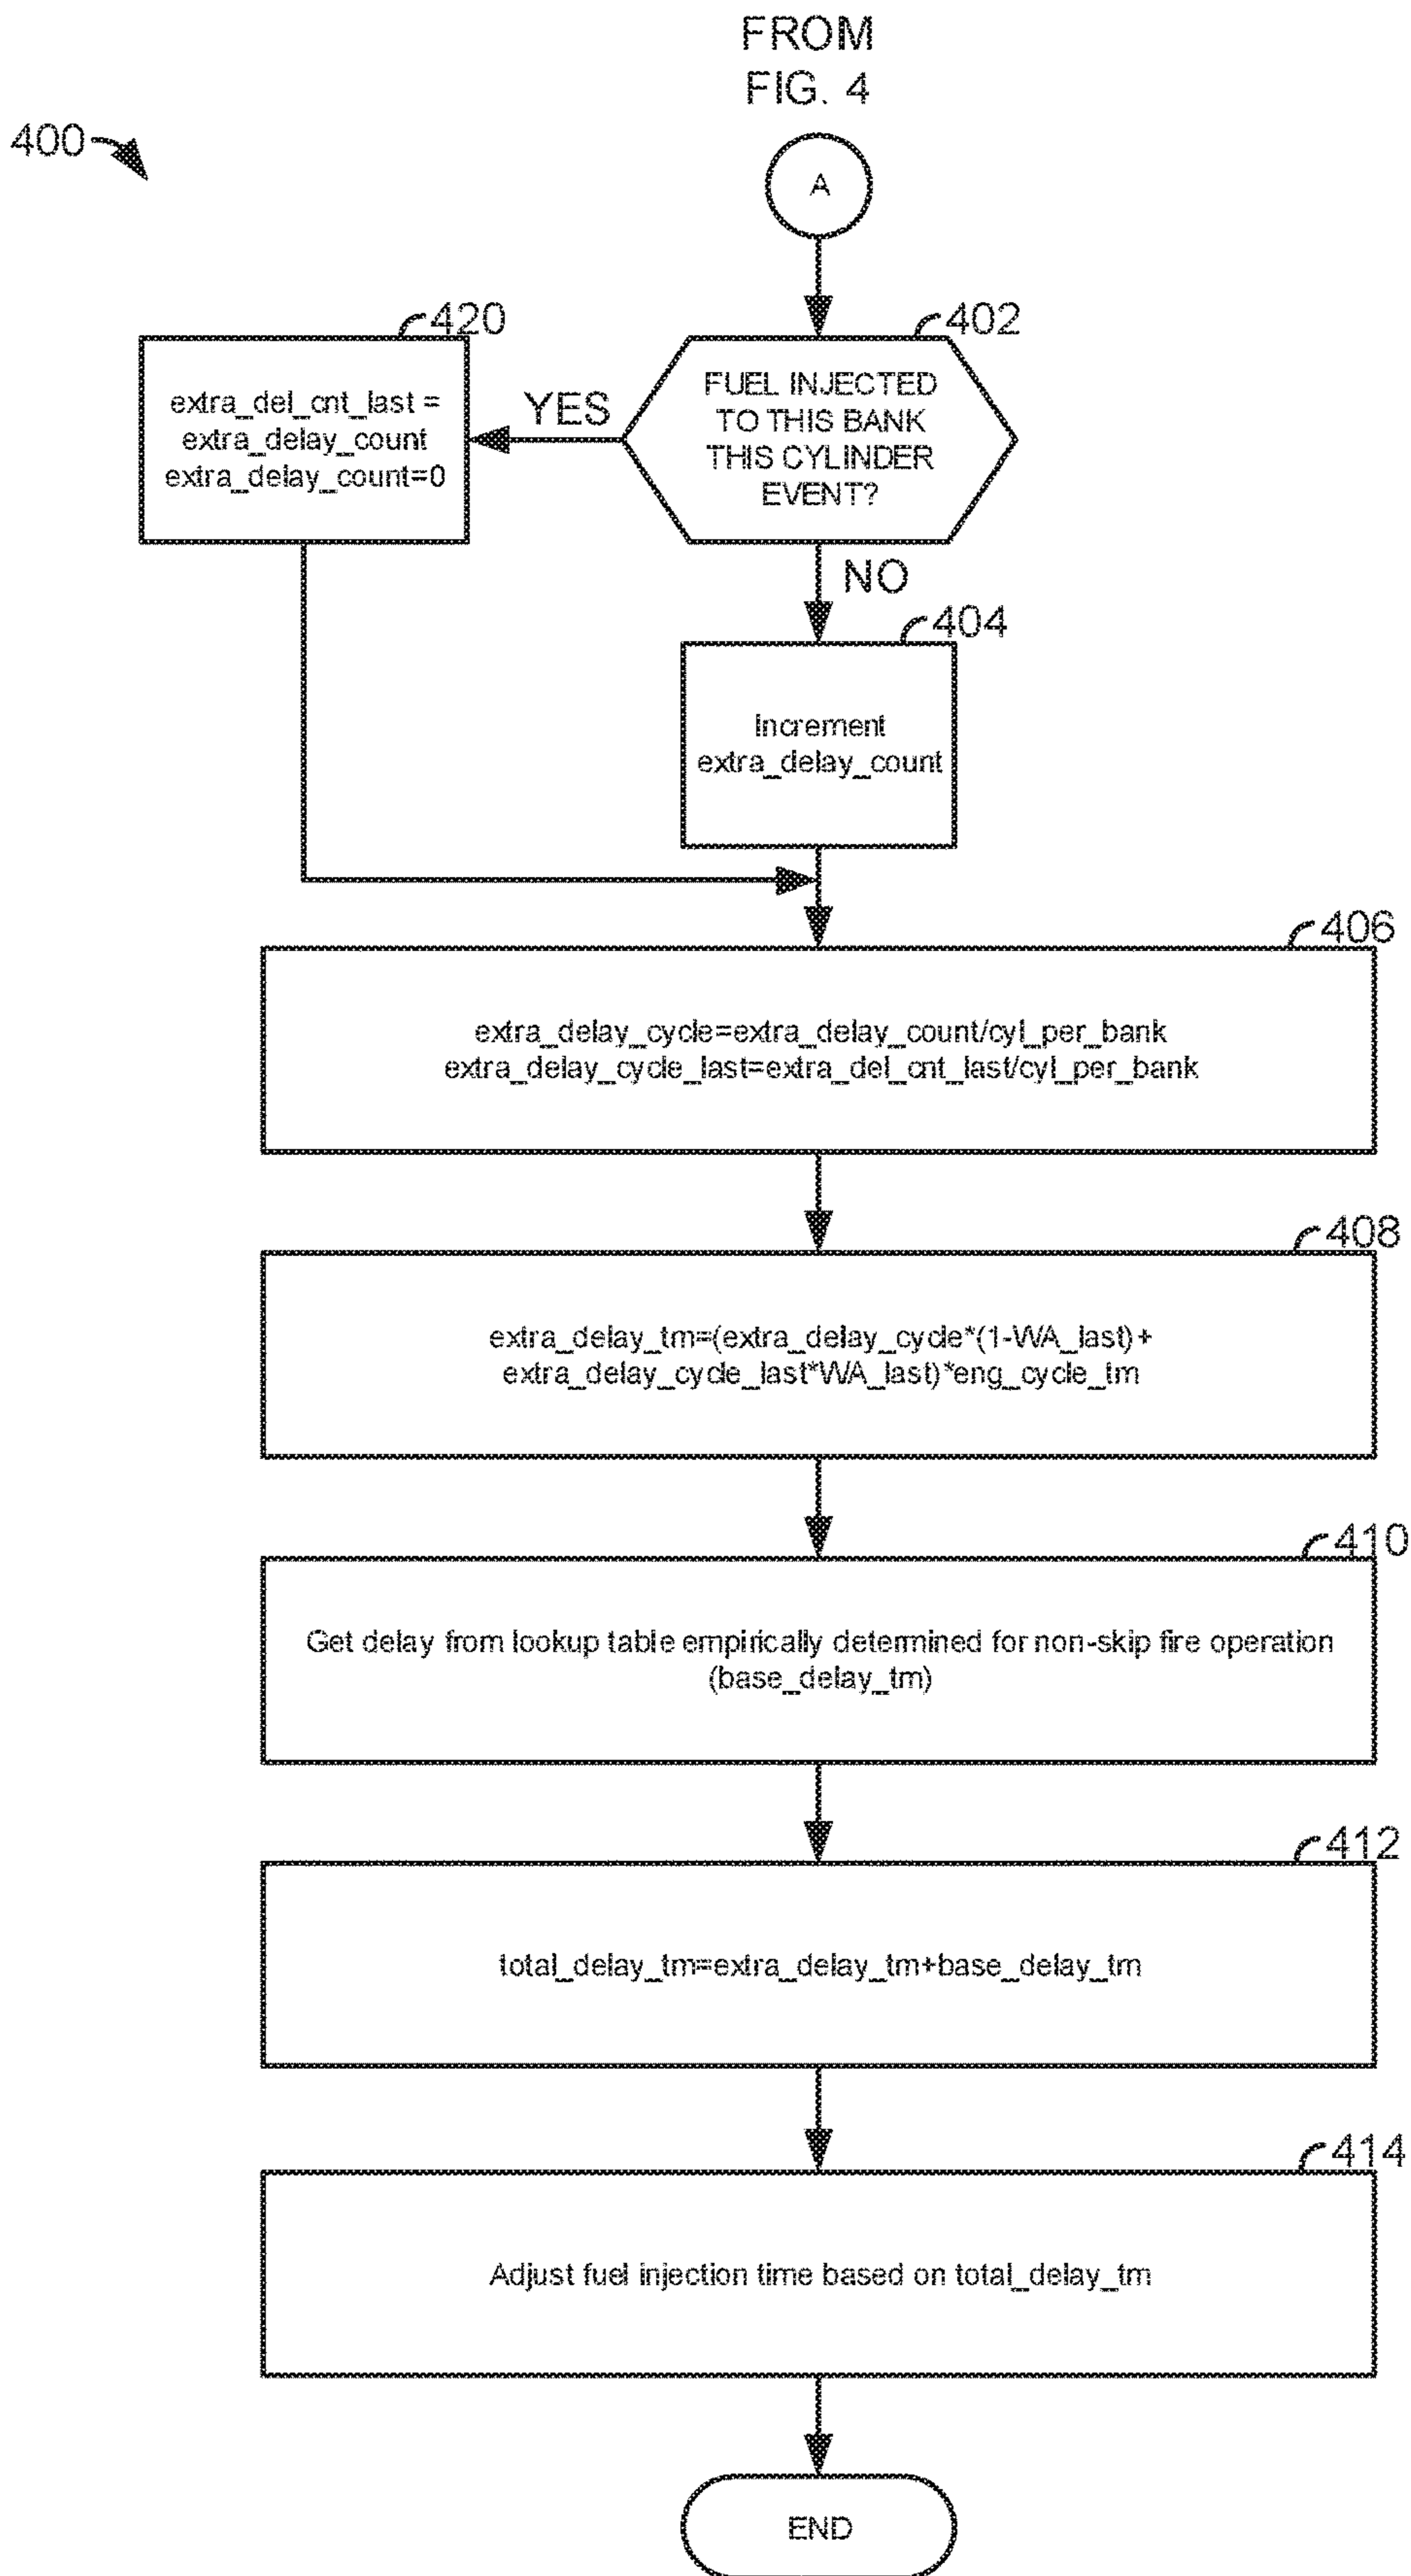 FROM
FIG. 4
400
A
420
402
extra_del_cnt_last =
extra_delay_count
extra_delay_count=0
YES
FUEL INJECTED
TO THIS BANK
THIS CYLINDER
EVENT?
NO
404
Increment
extra_delay_count
406
extra_delay_cycle=extra_delay_count/cyl_per_bank
extra_delay_cycle_last=extra_del_cnt_last/cyl_per_bank
408
extra_delay_tm=(extra_delay_cycle*(1-WA_last)+
extra_delay_cycle_last*WA_last)*eng_cycle_tm
410
Get delay from lookup table empirically determined for non-skip fire operation
(base_delay_tm)
412
total_delay_tm=extra_delay_tm+base_delay_tm
414
Adjust fuel injection time based on total_delay_tm
END